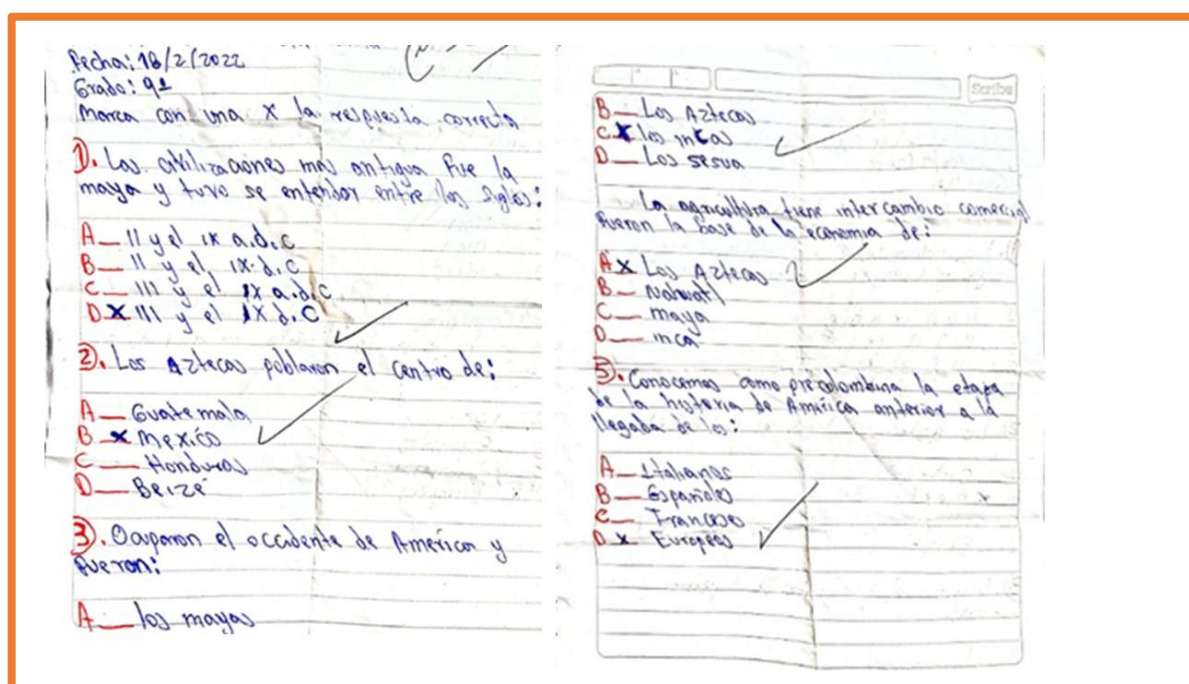 Fecha: 18/2/2022
Grado: 9º
Marca con una X la respuesta correcta
1. Las civilizaciones mas antigua fue la
maya y tuvo se entender entre los siglos:
A__ II y el IX a.d.C
B__ II y el IX d.C
C__ III y el IX a.d.C
D X III y el IX d.C
2. Los Aztecas poblaron el centro de:
A__ Guatemala
B X Mexíco
C__ Honduras
D__ Beize
3. Ocuparon el occidente de América y
fueron:
A__ los mayas
Scribe
B__ Los Aztecas
C X los incas
D__ Los sesua
La agricultura tiene intercambio comercial
fueron la base de la economia de:
A X Los Aztecas
B__ Nahuatl
C__ maya
D__ inca
5. Conocemos como precolombina la etapa
de la historia de América anterior a la
llegada de los:
A__ Italianos
B__ Españoles
C__ Franceses
D X Europeos